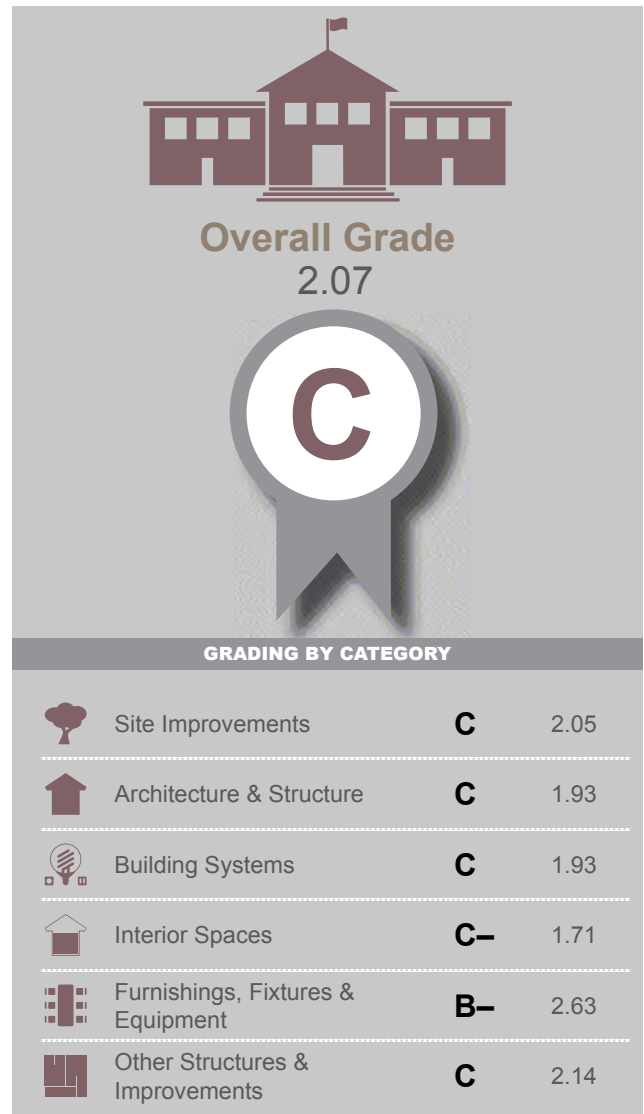 Overall Grade
2.07
C
GRADING BY CATEGORY
Site Improvements C 2.05
Architecture & Structure C 1.93
Building Systems C 1.93
Interior Spaces C– 1.71
Furnishings, Fixtures &
Equipment B– 2.63
Other Structures &
Improvements C 2.14